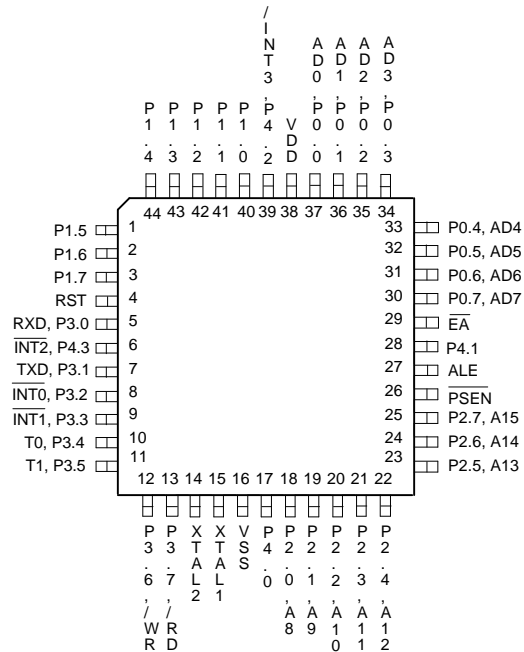 /INT3, P4.2
AD0, P0.0
AD1, P0.1
AD2, P0.2
AD3, P0.3
P1.4
P1.3
P1.2
P1.1
P1.0
VDD
44 43 42 41 40 39 38 37 36 35 34
P1.5 1
P1.6 2
P1.7 3
RST 4
RXD, P3.0 5
INT2, P4.3 6
TXD, P3.1 7
INT0, P3.2 8
INT1, P3.3 9
T0, P3.4 10
T1, P3.5 11
33 P0.4, AD4
32 P0.5, AD5
31 P0.6, AD6
30 P0.7, AD7
29 EA
28 P4.1
27 ALE
26 PSEN
25 P2.7, A15
24 P2.6, A14
23 P2.5, A13
12 13 14 15 16 17 18 19 20 21 22
P3.6, /WR
P3.7, /RD
XTAL2
XTAL1
VSS
P4.0
P2.0, A8
P2.1, A9
P2.2, A10
P2.3, A11
P2.4, A12